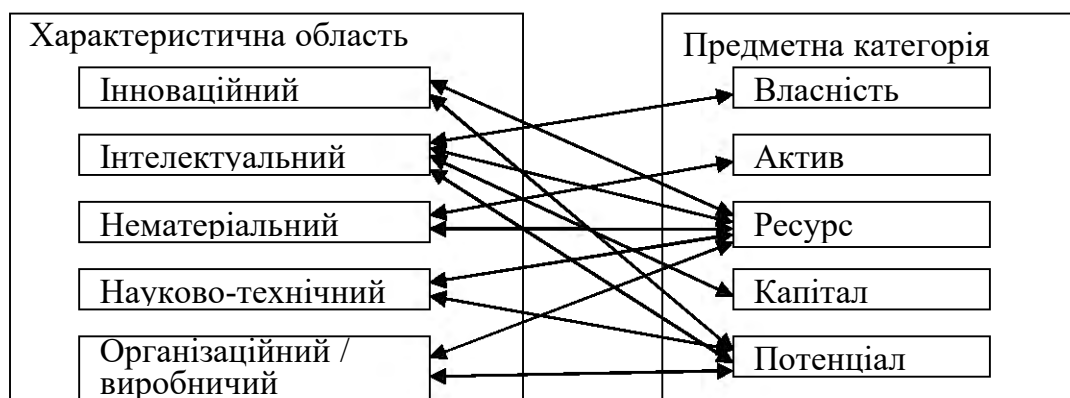 Характеристична область
Інноваційний
Інтелектуальний
Нематеріальний
Науково-технічний
Організаційний /
виробничий
Предметна категорія
Власність
Актив
Ресурс
Капітал
Потенціал